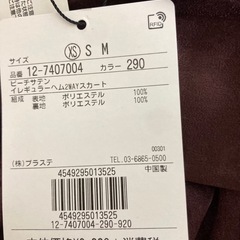 RFID
サイズ XS S M
品番 12-7407004 カラー 290
ピーチサテン
イレギュラーヘム2WAYスカート
組成 表地 ポリエステル 100%
裏地 ポリエステル 100%
00301
(株)プラステ TEL.03-6865-0500
中国製
4549295013525
4549295013525
12-7407004-290-920